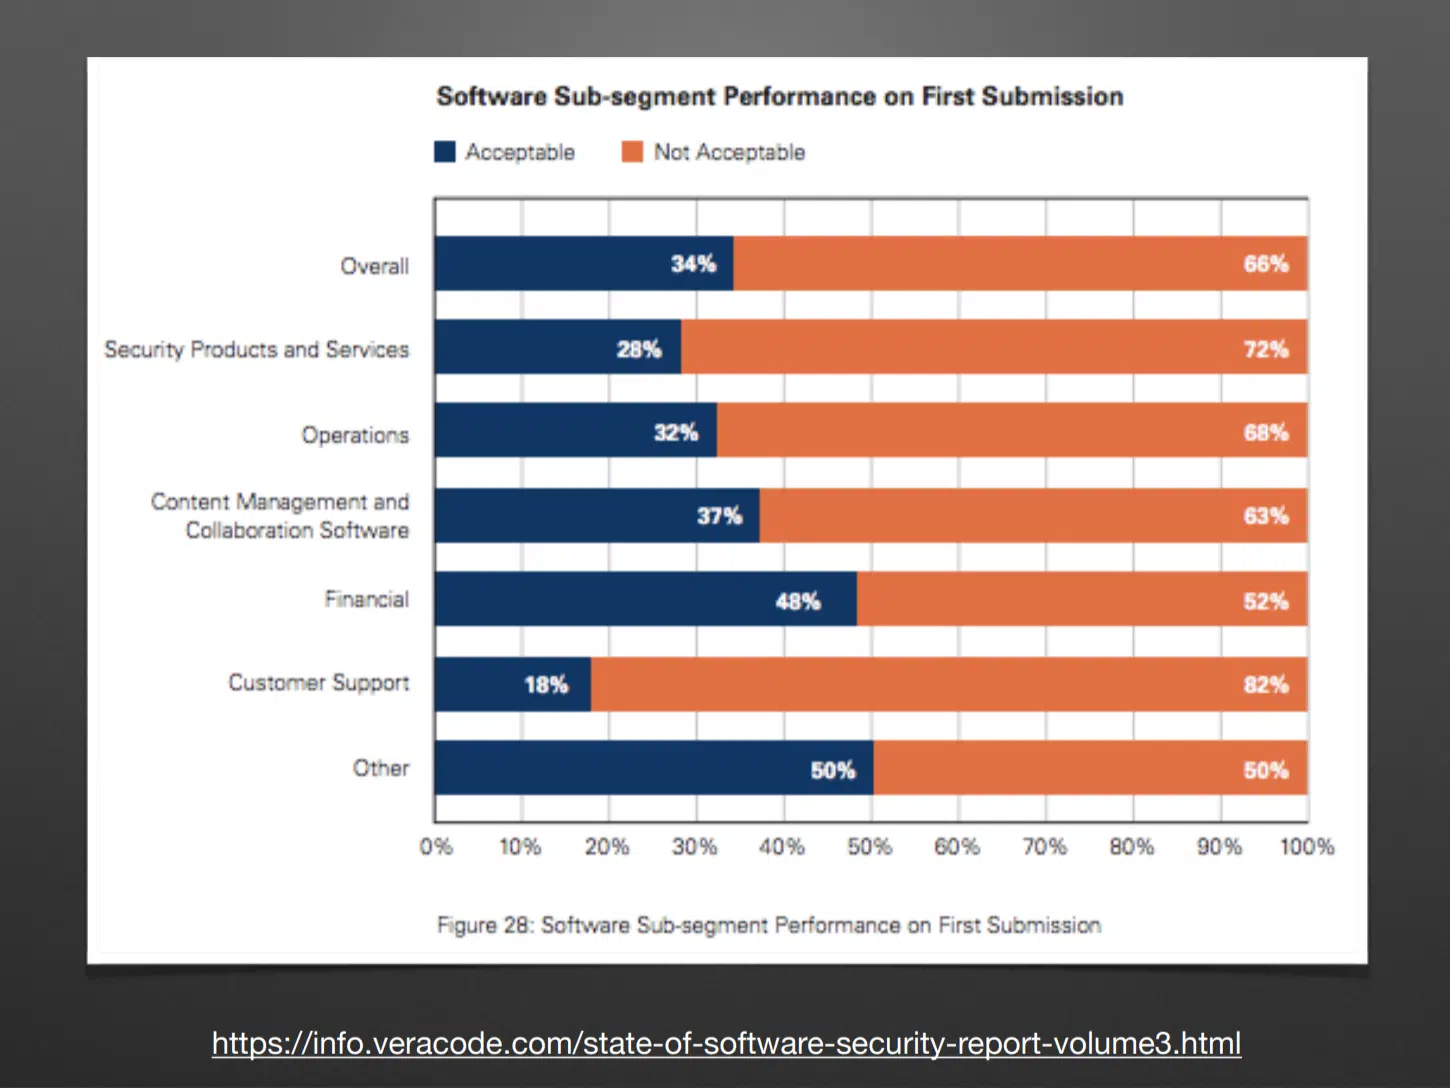 Software Sub-segment Performance on First Submission
Acceptable Not Acceptable
Overall 34% 66%
Security Products and Services 28% 72%
Operations 32% 68%
Content Management and
Collaboration Software 37% 63%
Financial 48% 52%
Customer Support 18% 82%
Other 50% 50%
0% 10% 20% 30% 40% 50% 60% 70% 80% 90% 100%
Figure 28: Software Sub-segment Performance on First Submission
https://info.veracode.com/state-of-software-security-report-volume3.html